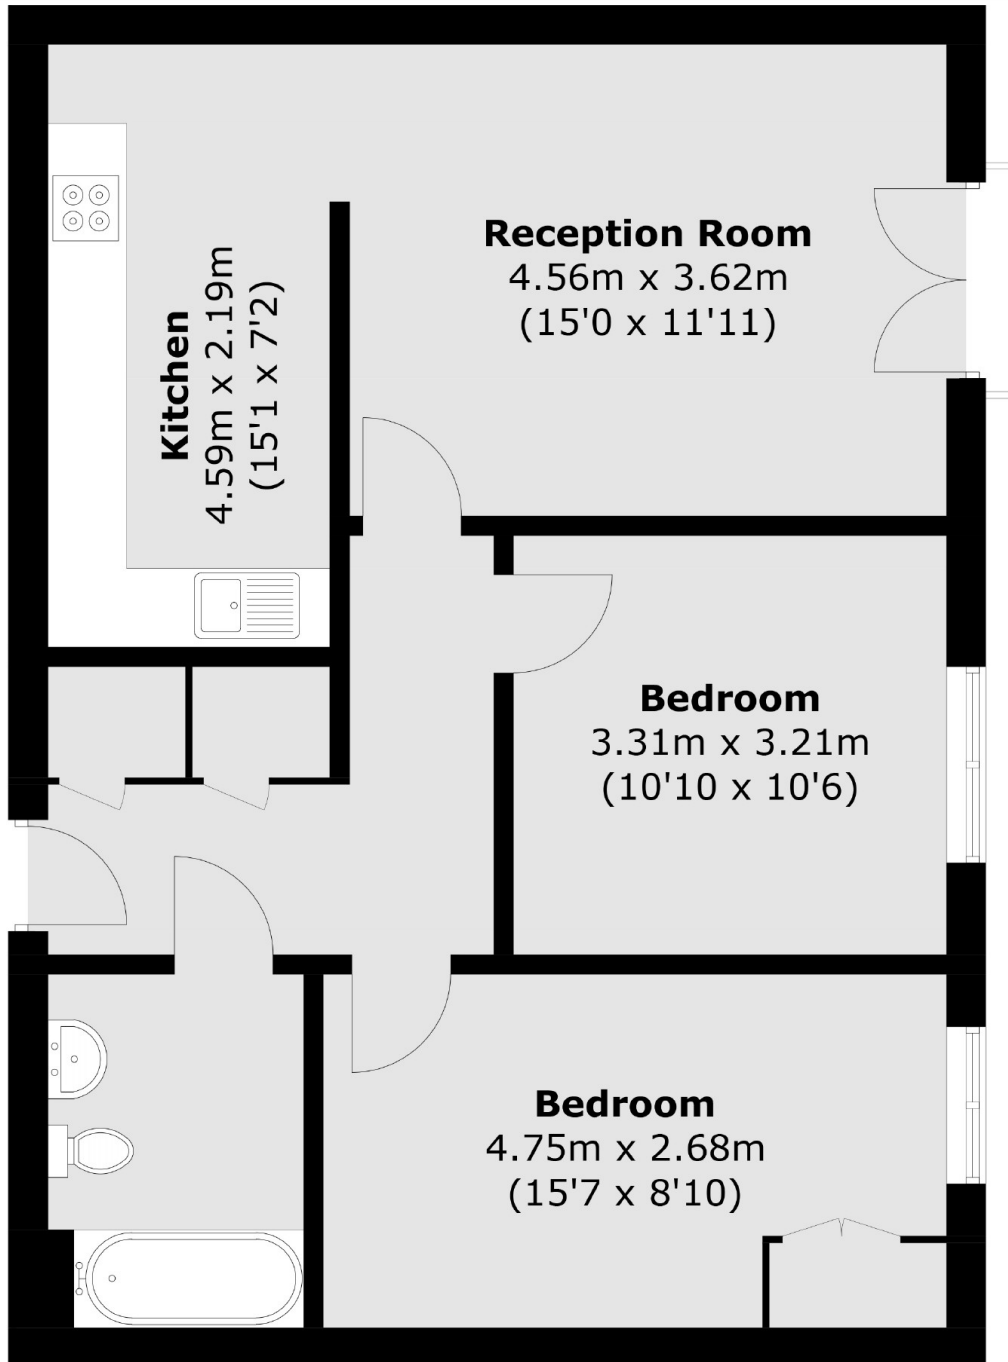 Reception Room
4.56m x 3.62m
(15'0 x 11'11)
Kitchen
4.59m x 2.19m
(15'1 x 7'2)
Bedroom
3.31m x 3.21m
(10'10 x 10'6)
Bedroom
4.75m x 2.68m
(15'7 x 8'10)